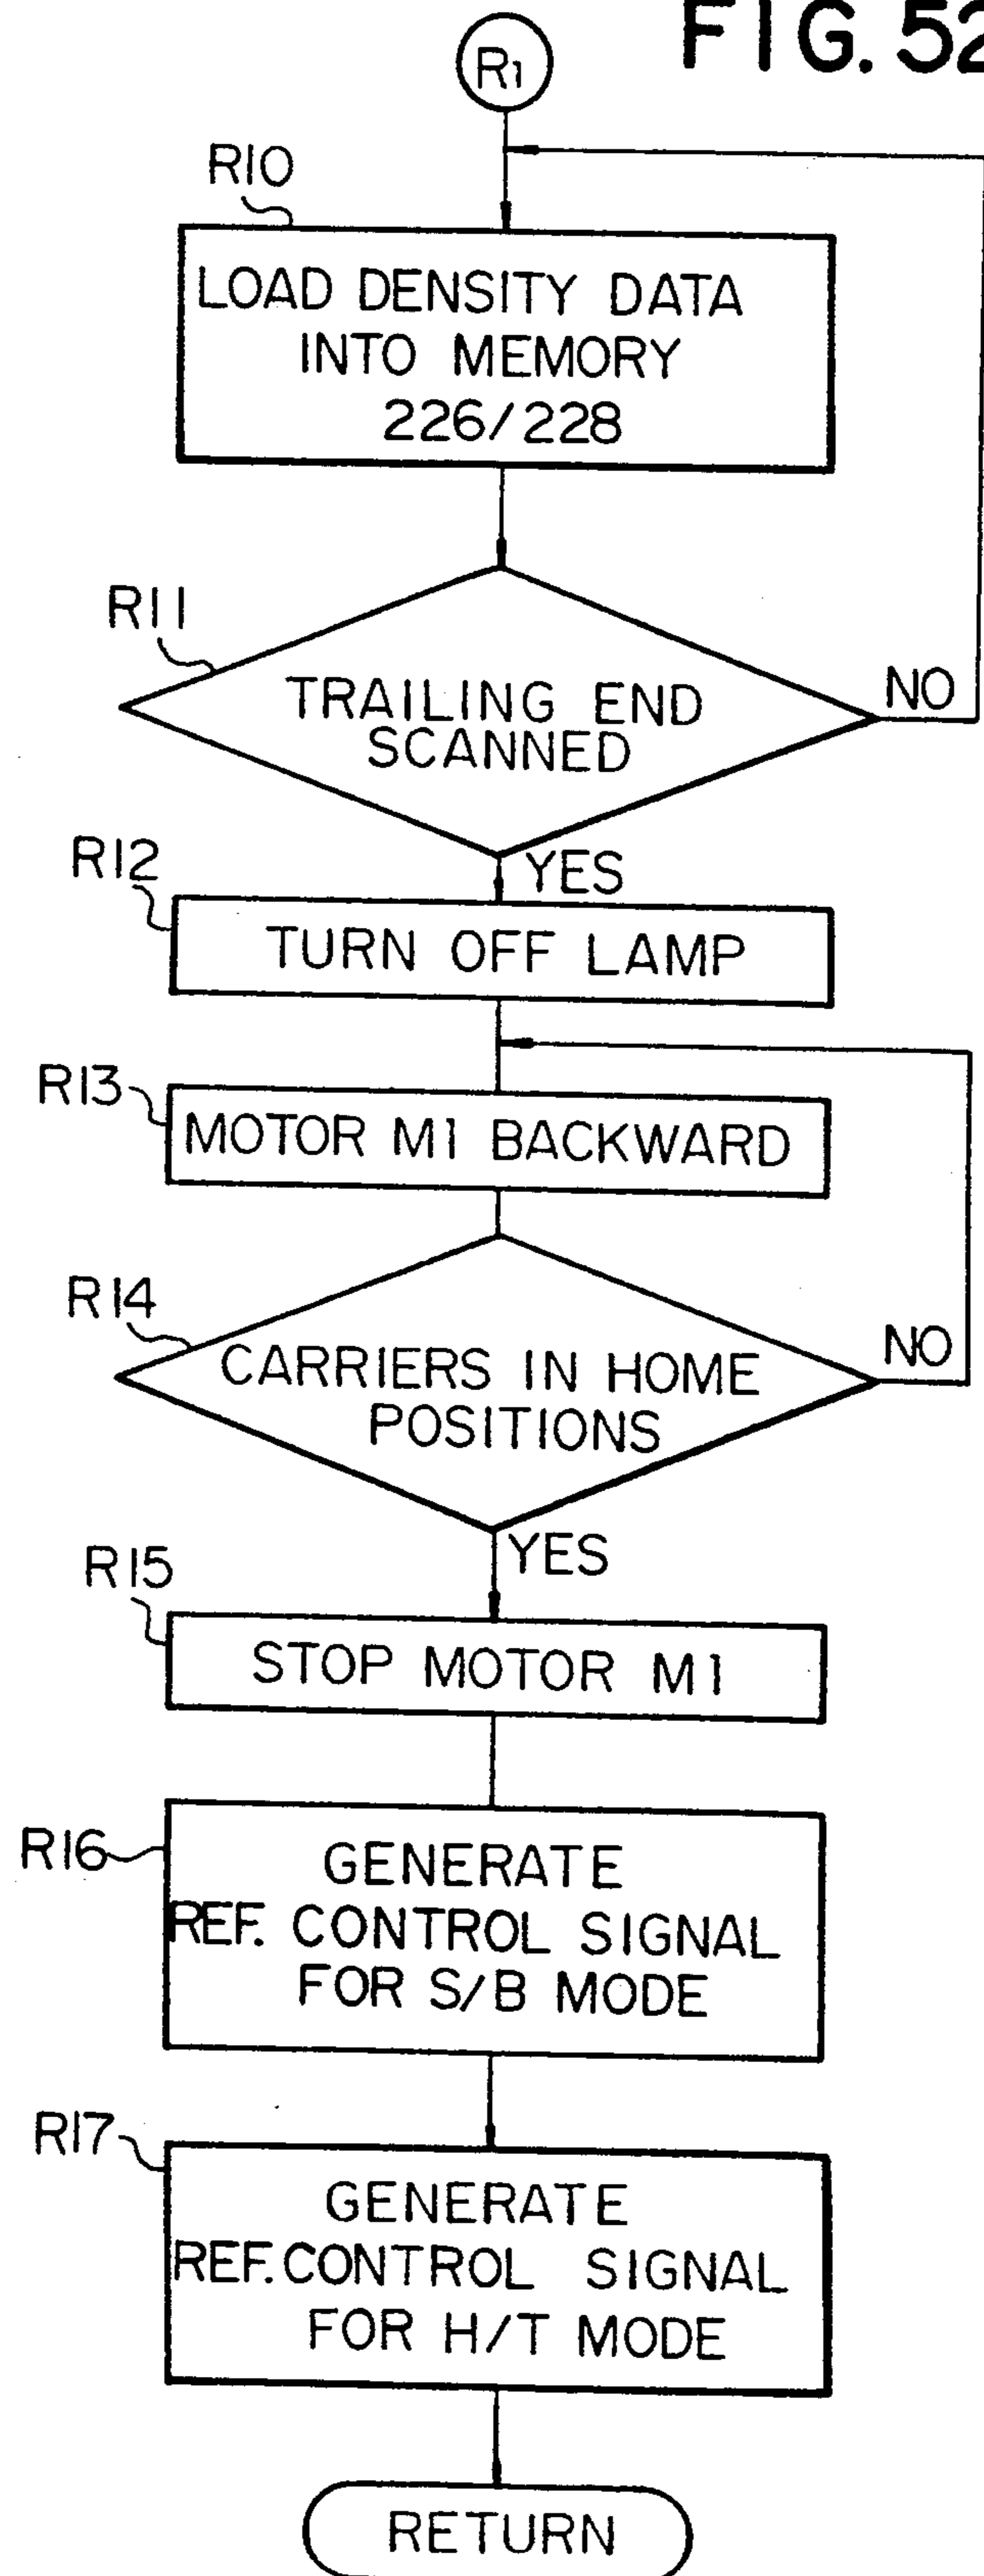 FIG. 52
R1
R10
LOAD DENSITY DATA
INTO MEMORY
226/228
R11
TRAILING END
SCANNED
NO
YES
R12
TURN OFF LAMP
R13
MOTOR M1 BACKWARD
R14
CARRIERS IN HOME
POSITIONS
NO
YES
R15
STOP MOTOR M1
R16
GENERATE
REF. CONTROL SIGNAL
FOR S/B MODE
R17
GENERATE
REF. CONTROL SIGNAL
FOR H/T MODE
RETURN